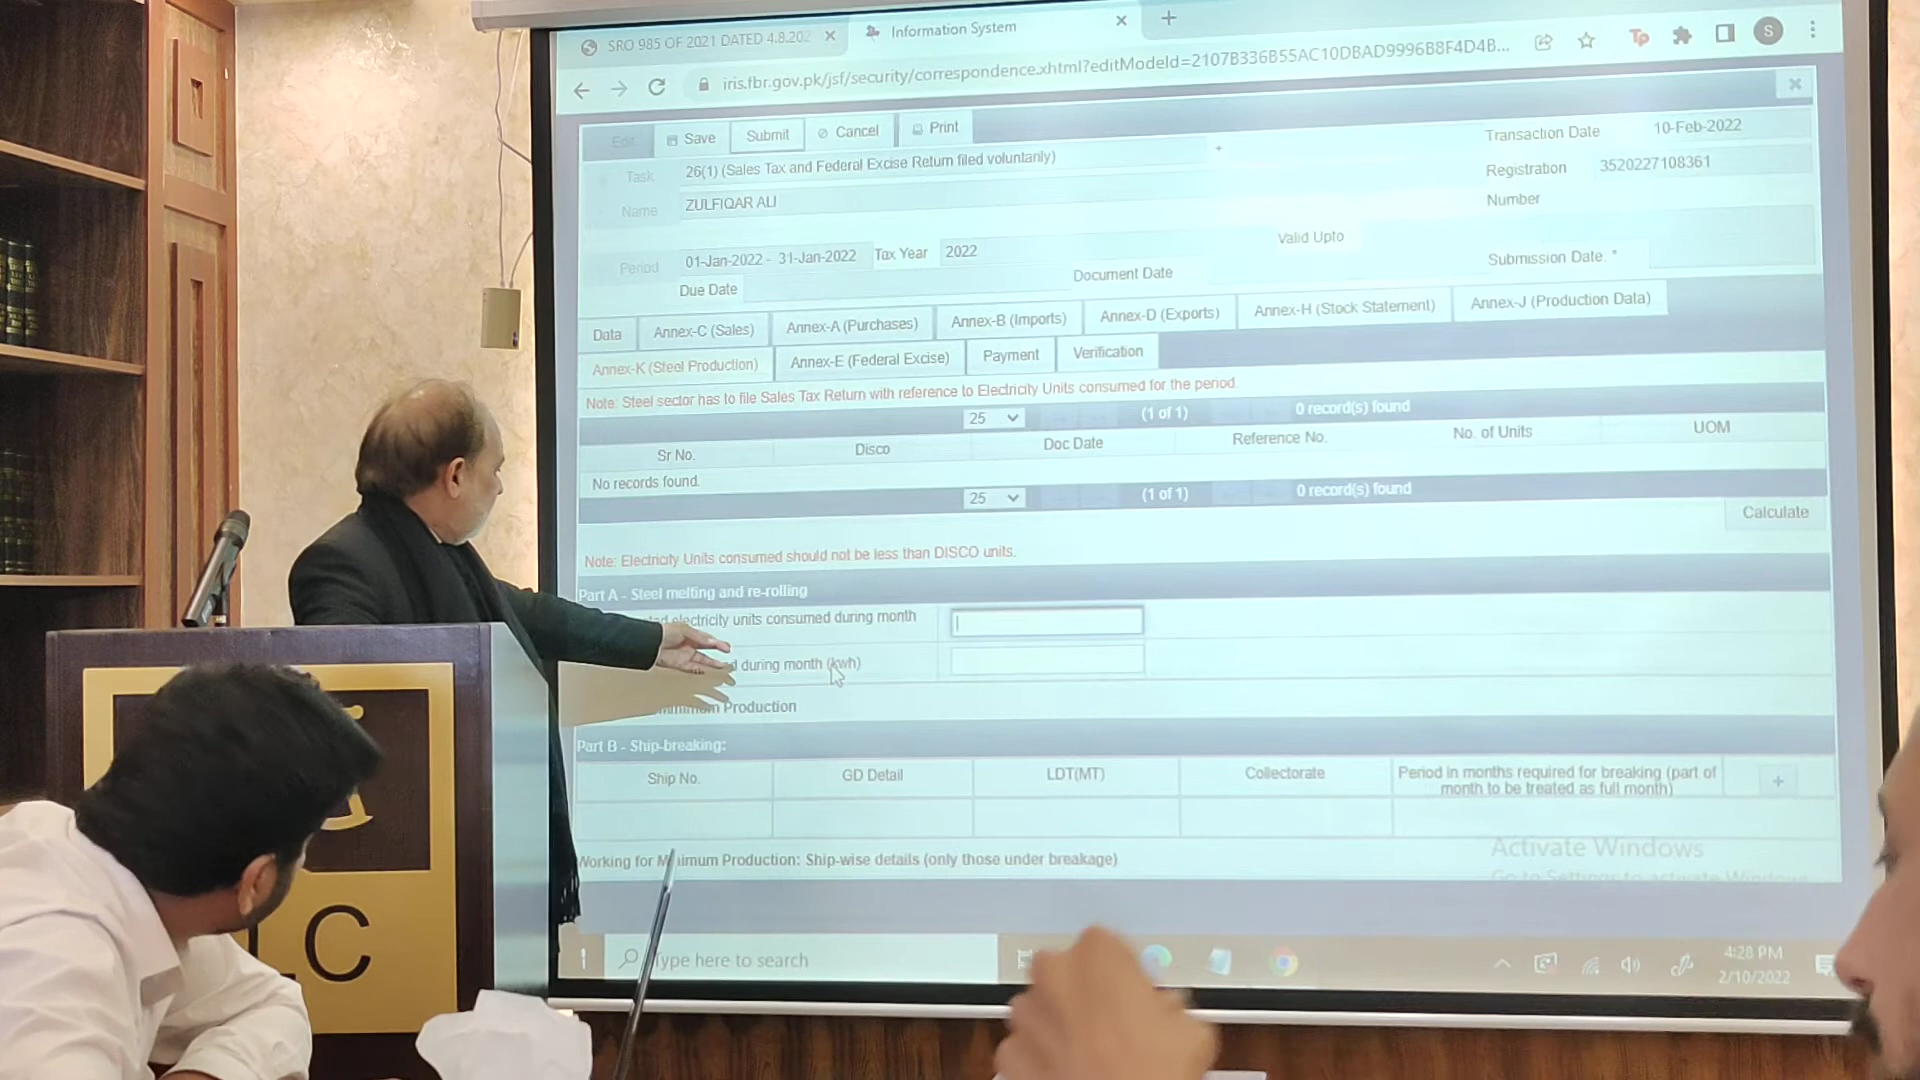 SRO 985 OF 2021 DATED 4.8.202
Information System
iris.fbr.gov.pk/jsf/security/correspondence.xhtml?editModeId=2107B336B55AC10DBAD9996B8F4D4B...
S
Edit
Save
Submit
Cancel
Print
Task
26(1) (Sales Tax and Federal Excise Return filed voluntarily)
+
Transaction Date
10-Feb-2022
Name
ZULFIQAR ALI
Registration Number
3520227108361
Period
01-Jan-2022 - 31-Jan-2022
Tax Year
2022
Valid Upto
Due Date
Document Date
Submission Date *
Data
Annex-C (Sales)
Annex-A (Purchases)
Annex-B (Imports)
Annex-D (Exports)
Annex-H (Stock Statement)
Annex-J (Production Data)
Annex-K (Steel Production)
Annex-E (Federal Excise)
Payment
Verification
Note: Steel sector has to file Sales Tax Return with reference to Electricity Units consumed for the period.
25
(1 of 1)
0 record(s) found
Sr No.
Disco
Doc Date
Reference No.
No. of Units
UOM
No records found.
25
(1 of 1)
0 record(s) found
Calculate
Note: Electricity Units consumed should not be less than DISCO units.
Part A - Steel melting and re-rolling
electricity units consumed during month
during month (kwh)
Production
Part B - Ship-breaking:
Ship No.
GD Detail
LDT(MT)
Collectorate
Period in months required for breaking (part of month to be treated as full month)
+
Working for Minimum Production: Ship-wise details (only those under breakage)
Activate Windows
Go to Settings to activate Windows
Type here to search
4:28 PM
2/10/2022
LC